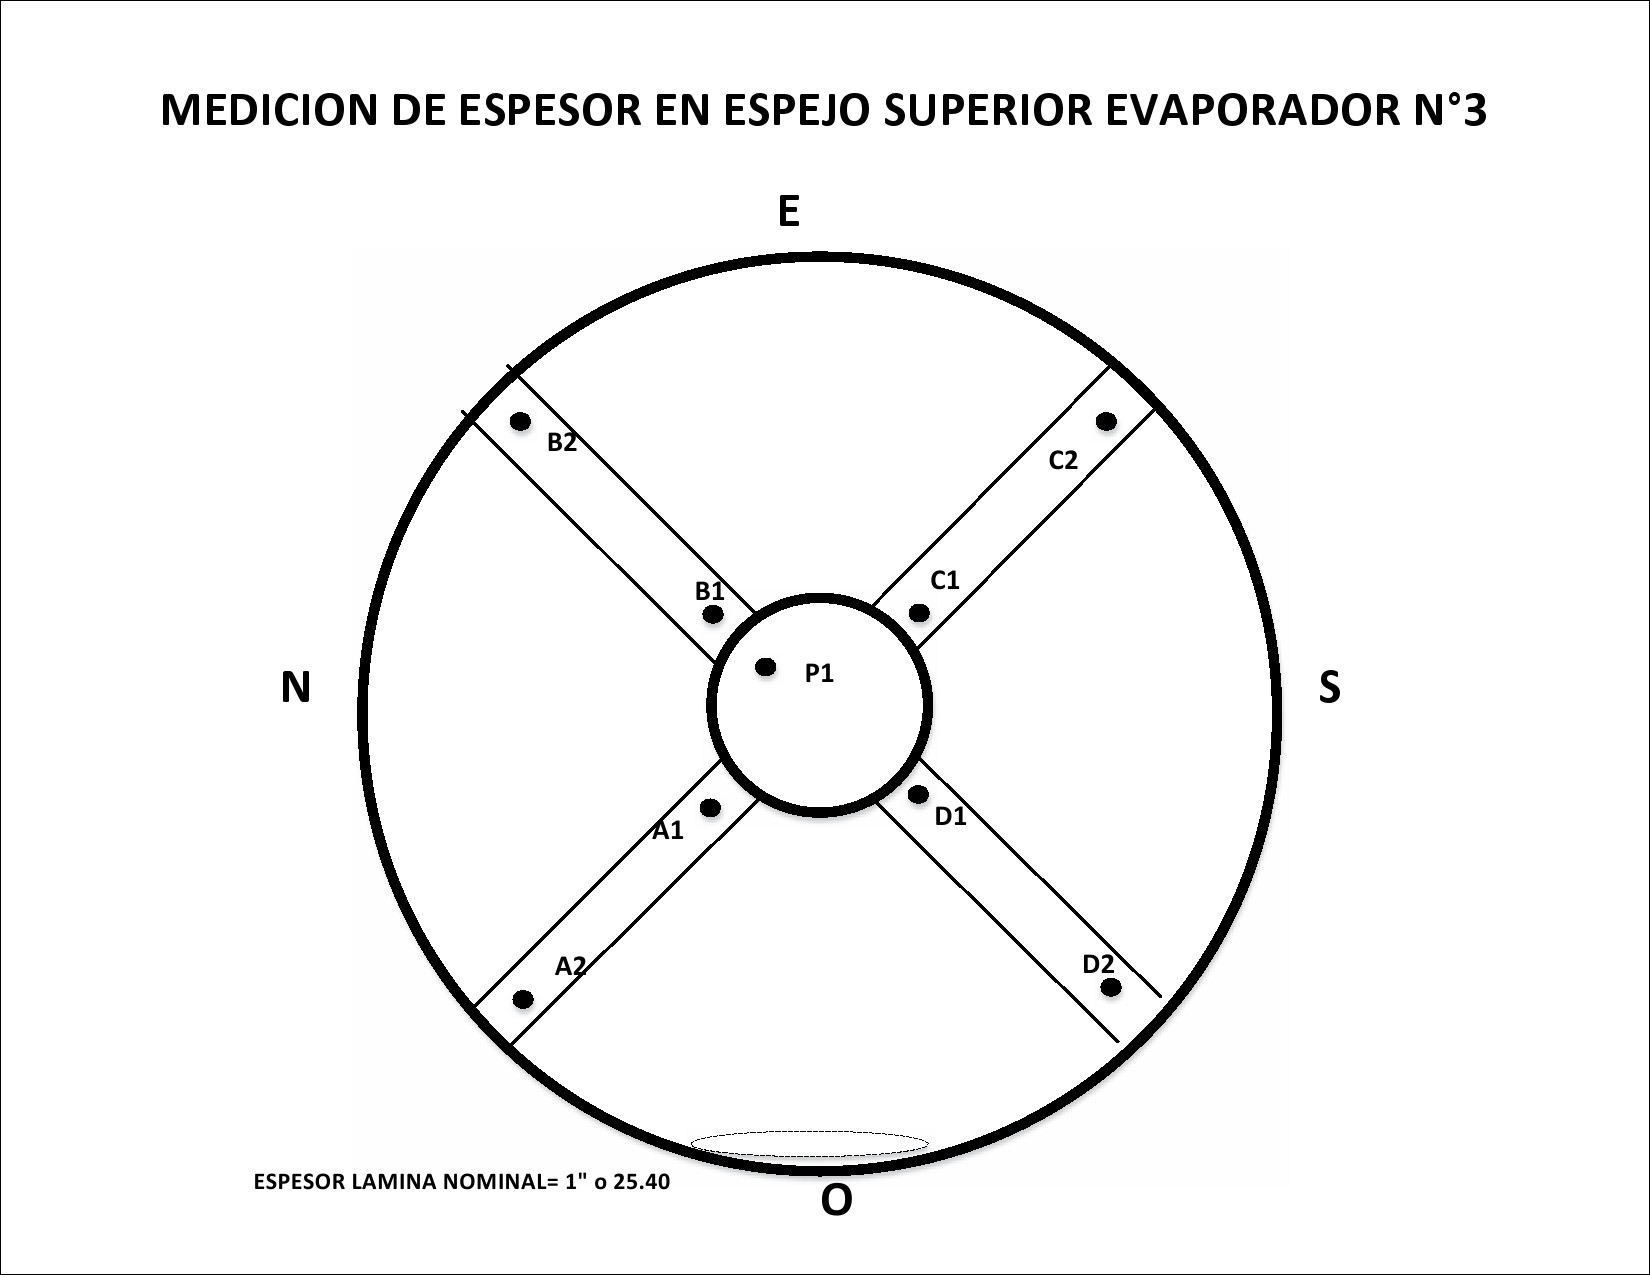 MEDICION DE ESPESOR EN ESPEJO SUPERIOR EVAPORADOR N°3
E
B2
C2
C1
B1
P1
N
S
D1
A1
D2
A2
ESPESOR LAMINA NOMINAL= 1" o 25.40
O